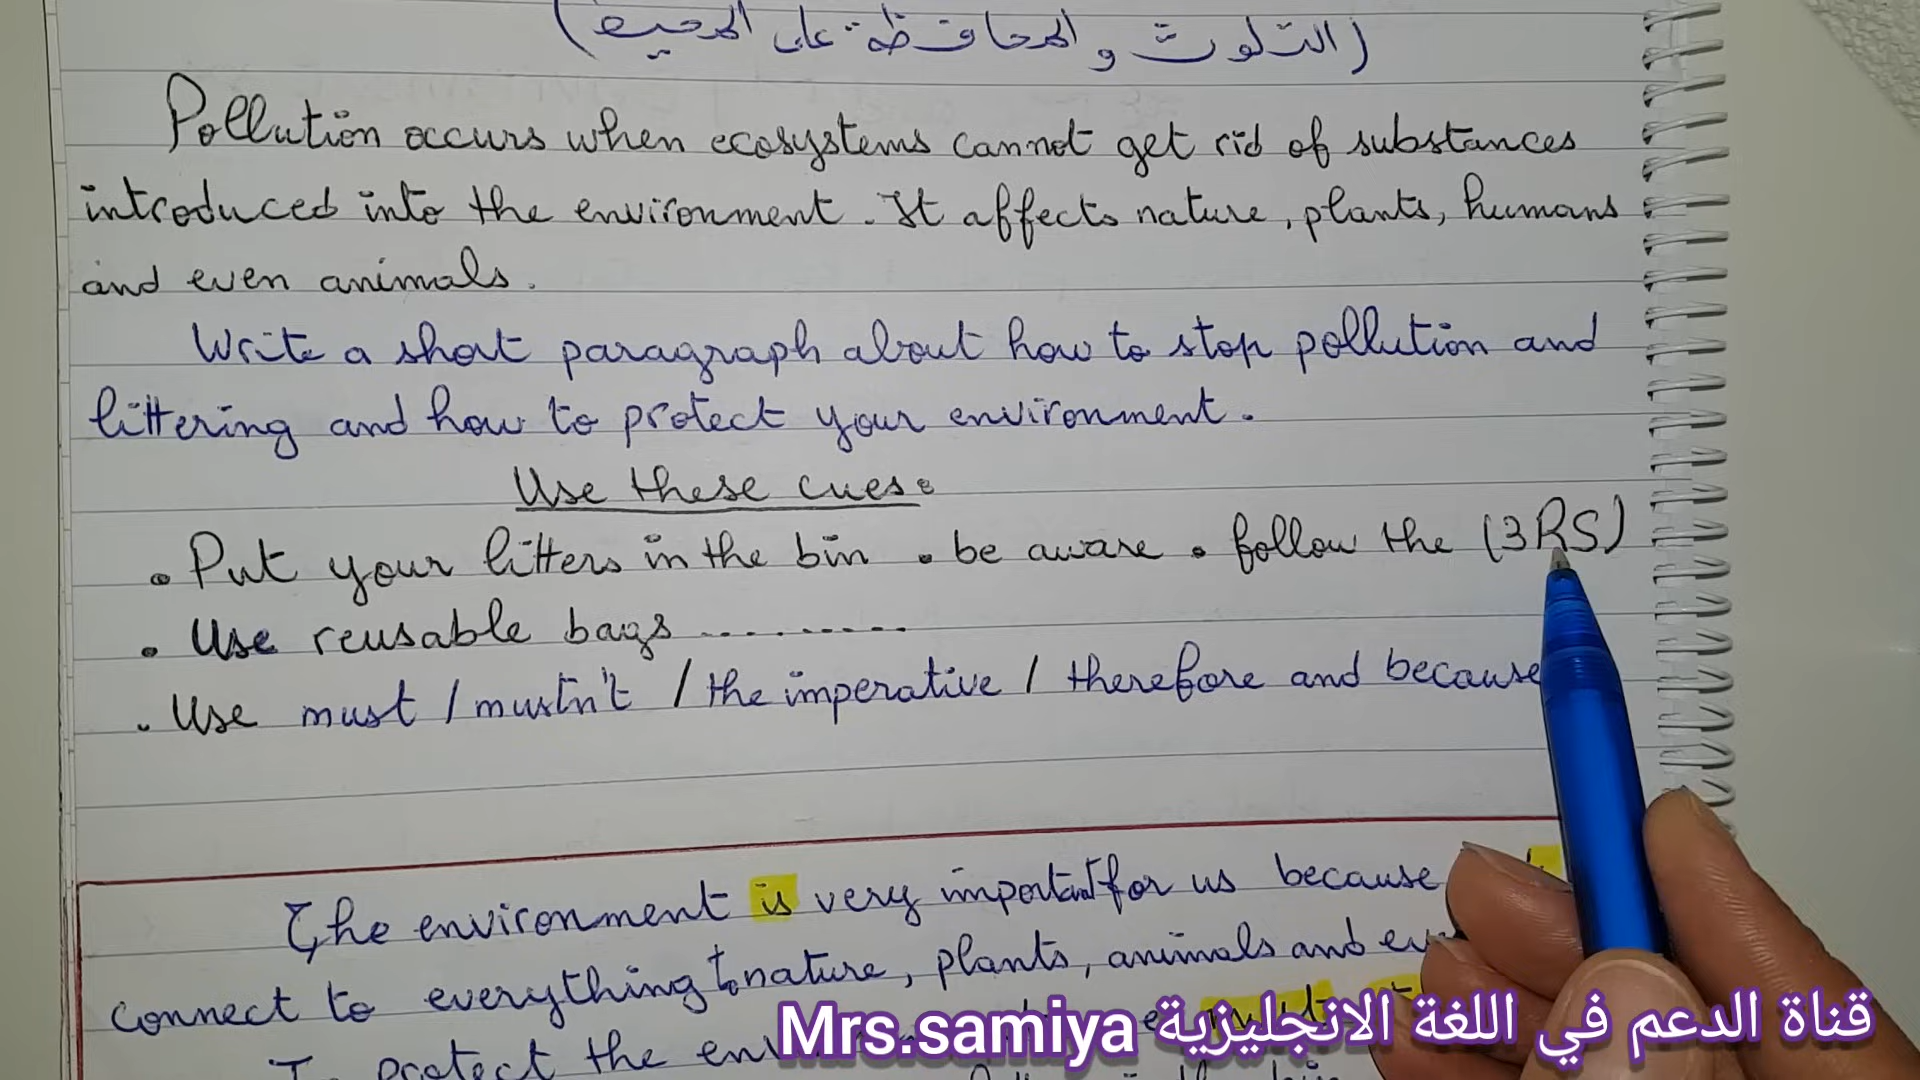 (التلوث والمحافظة على المحيط)
Pollution occurs when ecosystems cannot get rid of substances
introduced into the environment. It affects nature, plants, humans
and even animals.
Write a short paragraph about how to stop pollution and
littering and how to protect your environment.
Use these cues:
. Put your litters in the bin . be aware . follow the (3RS)
. Use reusable bags .........
. Use must / mustn't / the imperative / therefore and because
The environment is very important for us because
connect to everything to nature, plants, animals and
To protect the
Mrs.samiya قناة الدعم في اللغة الانجليزية